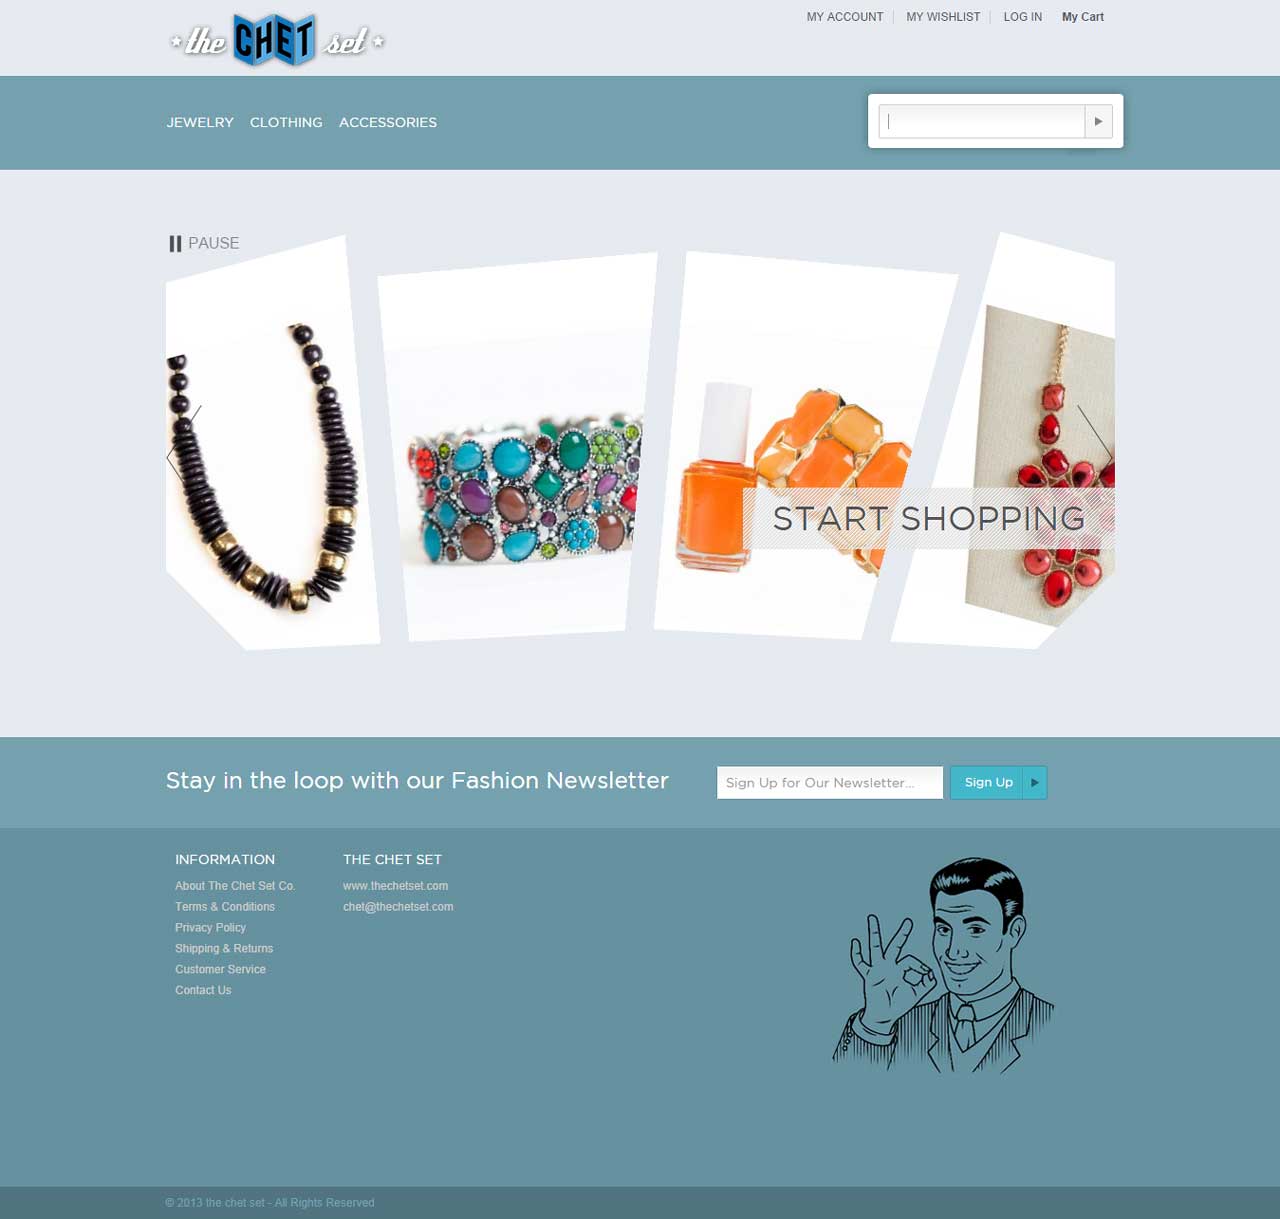 the CHET set
MY ACCOUNT MY WISHLIST LOG IN My Cart
JEWELRY CLOTHING ACCESSORIES
PAUSE
START SHOPPING
Stay in the loop with our Fashion Newsletter
Sign Up for Our Newsletter...
Sign Up
INFORMATION
About The Chet Set Co.
Terms & Conditions
Privacy Policy
Shipping & Returns
Customer Service
Contact Us
THE CHET SET
www.thechetset.com
chet@thechetset.com
© 2013 the chet set - All Rights Reserved